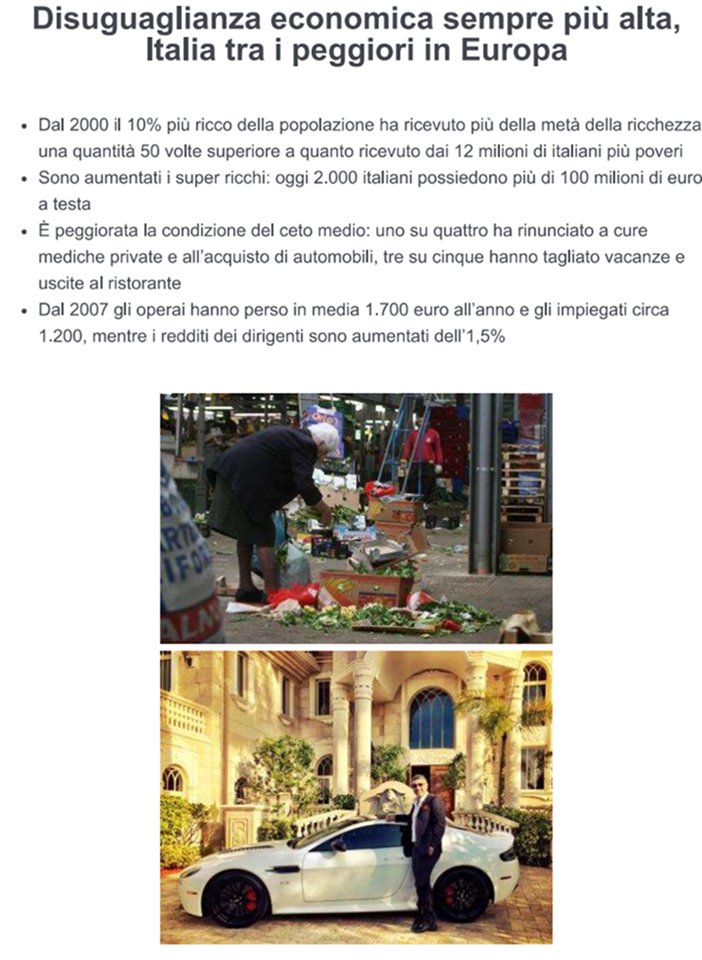 Disuguaglianza economica sempre più alta,
Italia tra i peggiori in Europa
• Dal 2000 il 10% più ricco della popolazione ha ricevuto più della metà della ricchezza
una quantità 50 volte superiore a quanto ricevuto dai 12 milioni di italiani più poveri
• Sono aumentati i super ricchi: oggi 2.000 italiani possiedono più di 100 milioni di euro
a testa
• È peggiorata la condizione del ceto medio: uno su quattro ha rinunciato a cure
mediche private e all'acquisto di automobili, tre su cinque hanno tagliato vacanze e
uscite al ristorante
• Dal 2007 gli operai hanno perso in media 1.700 euro all'anno e gli impiegati circa
1.200, mentre i redditi dei dirigenti sono aumentati dell'1,5%